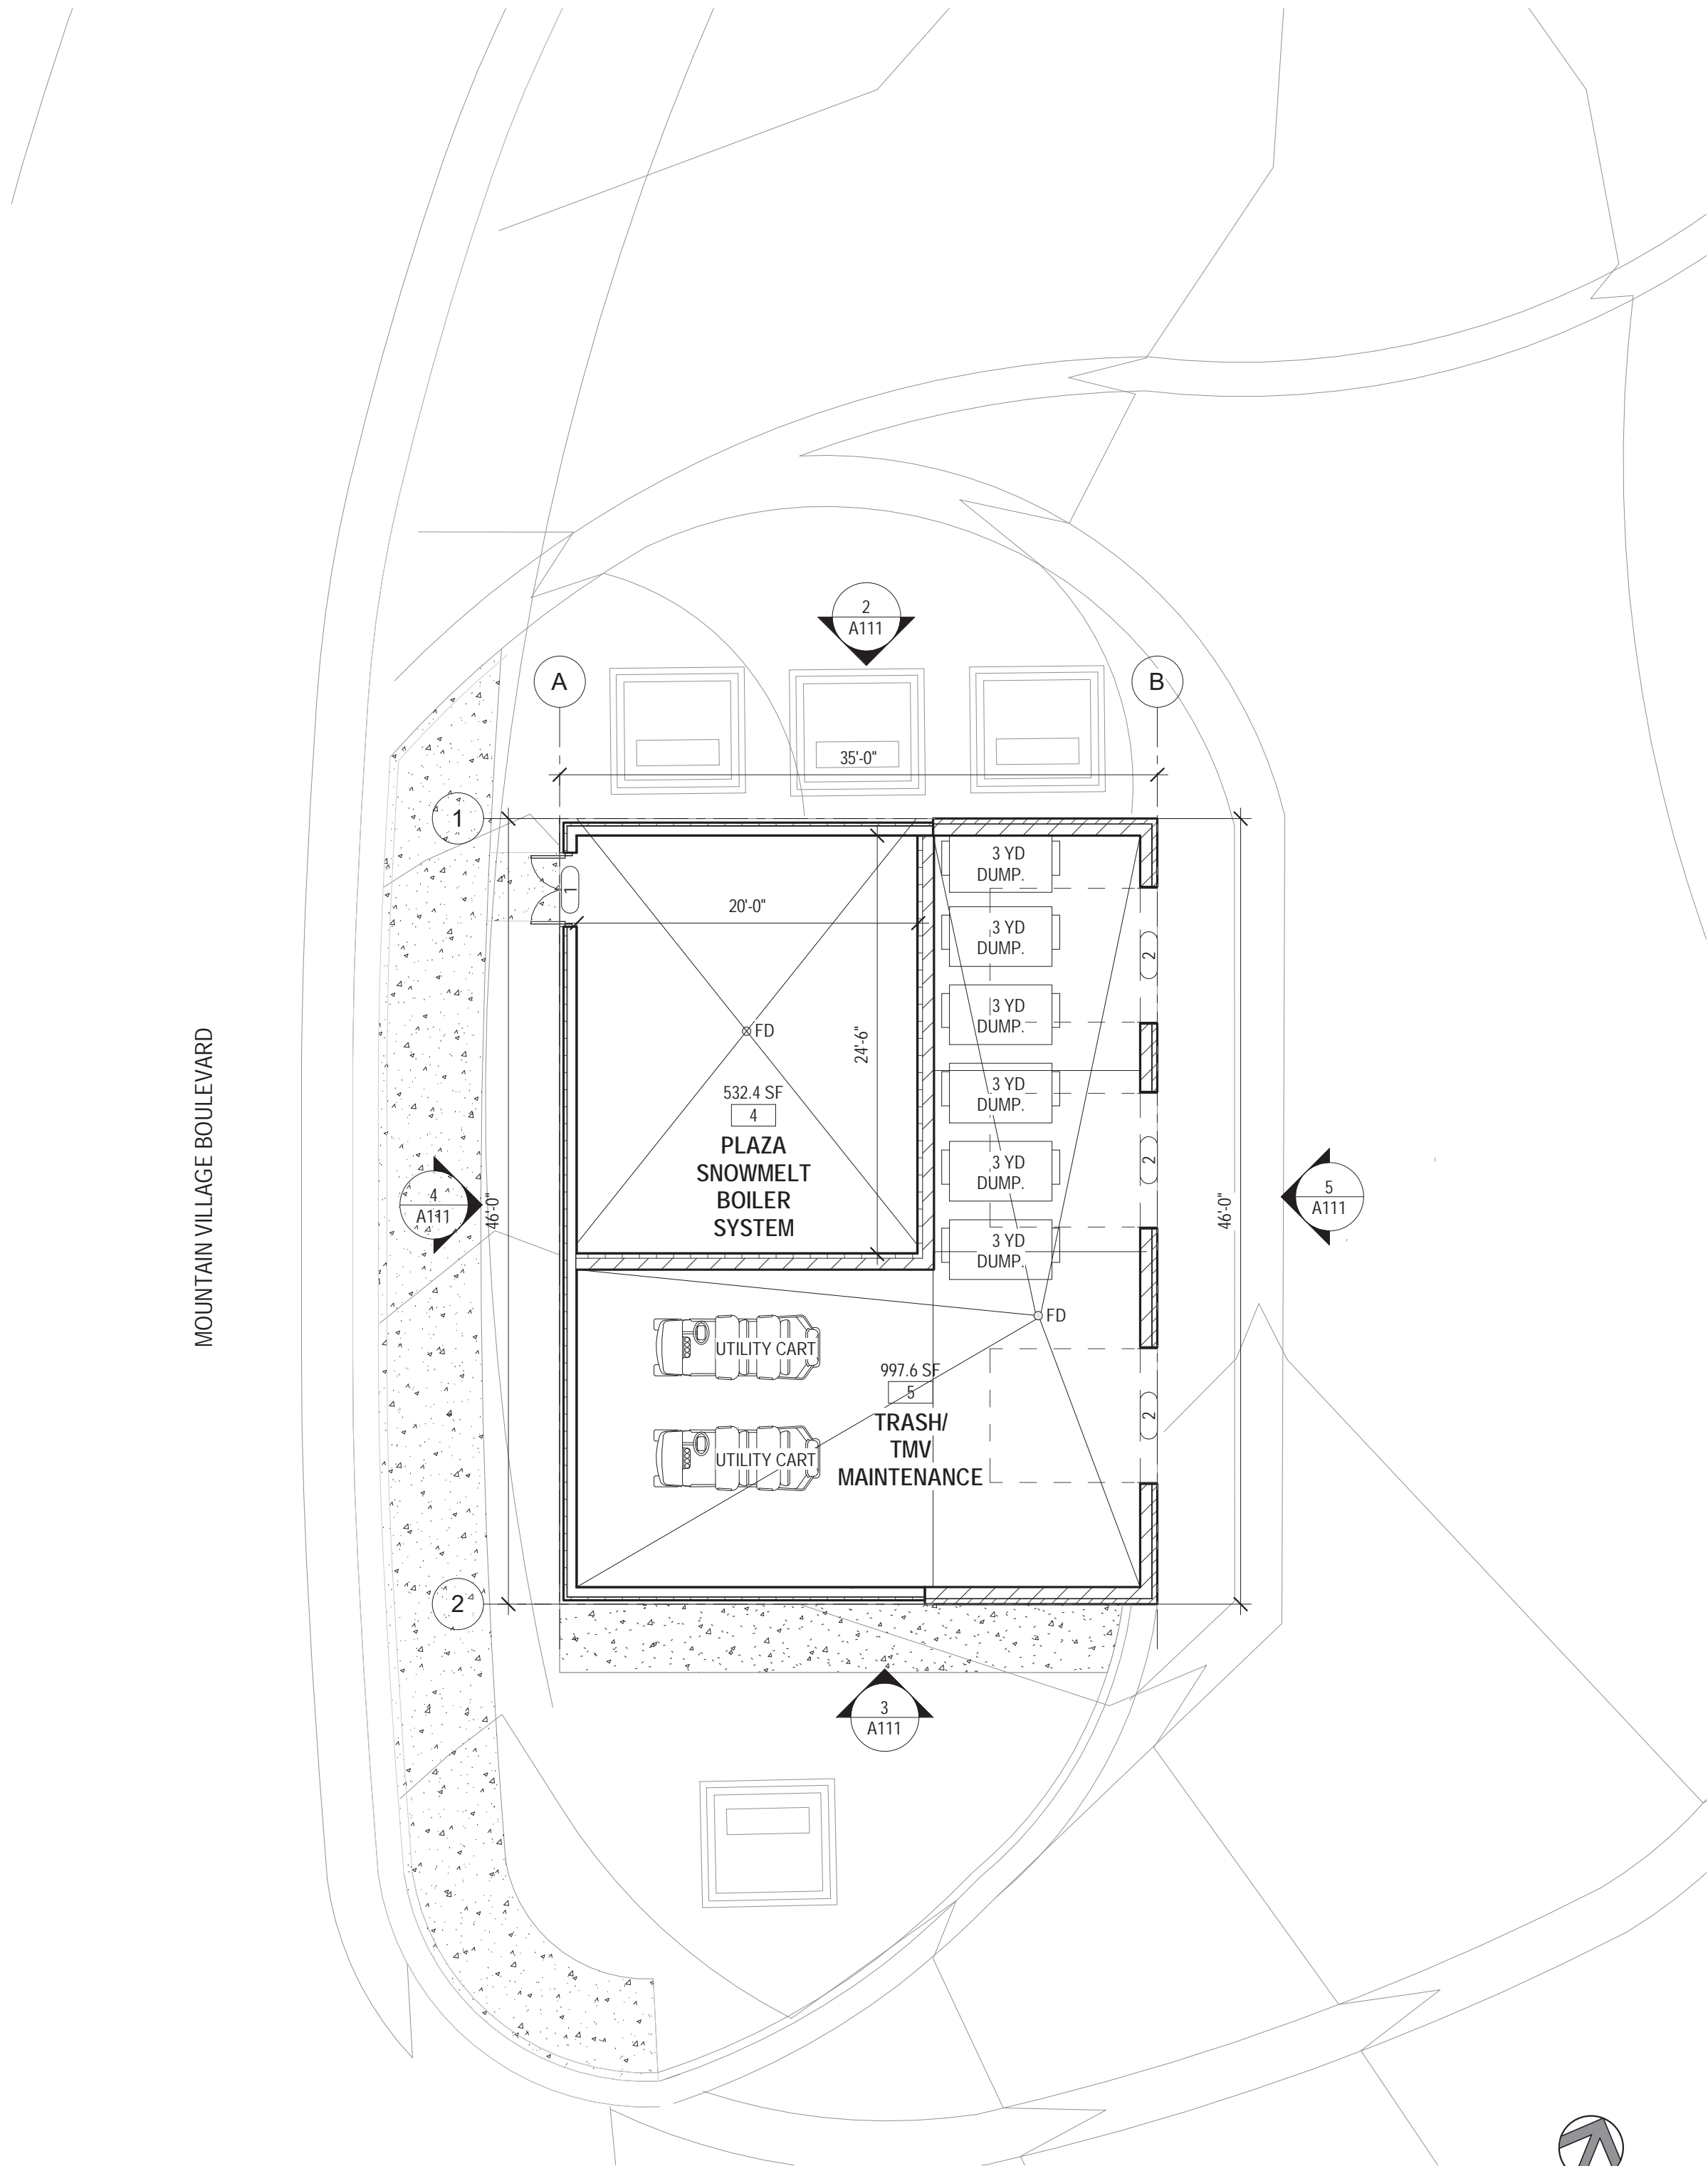 2
A111
A
B
35'-0"
1
3 YD
DUMP.
1
20'-0"
3 YD
DUMP.
2
3 YD
DUMP.
FD
24'-6"
MOUNTAIN VILLAGE BOULEVARD
532.4 SF
4
PLAZA
SNOWMELT
BOILER
SYSTEM
3 YD
DUMP.
3 YD
DUMP.
2
4
A111
46'-0"
46'-0"
5
A111
3 YD
DUMP.
FD
UTILITY CART
997.6 SF
5
TRASH/
TMV
MAINTENANCE
2
UTILITY CART
2
3
A111